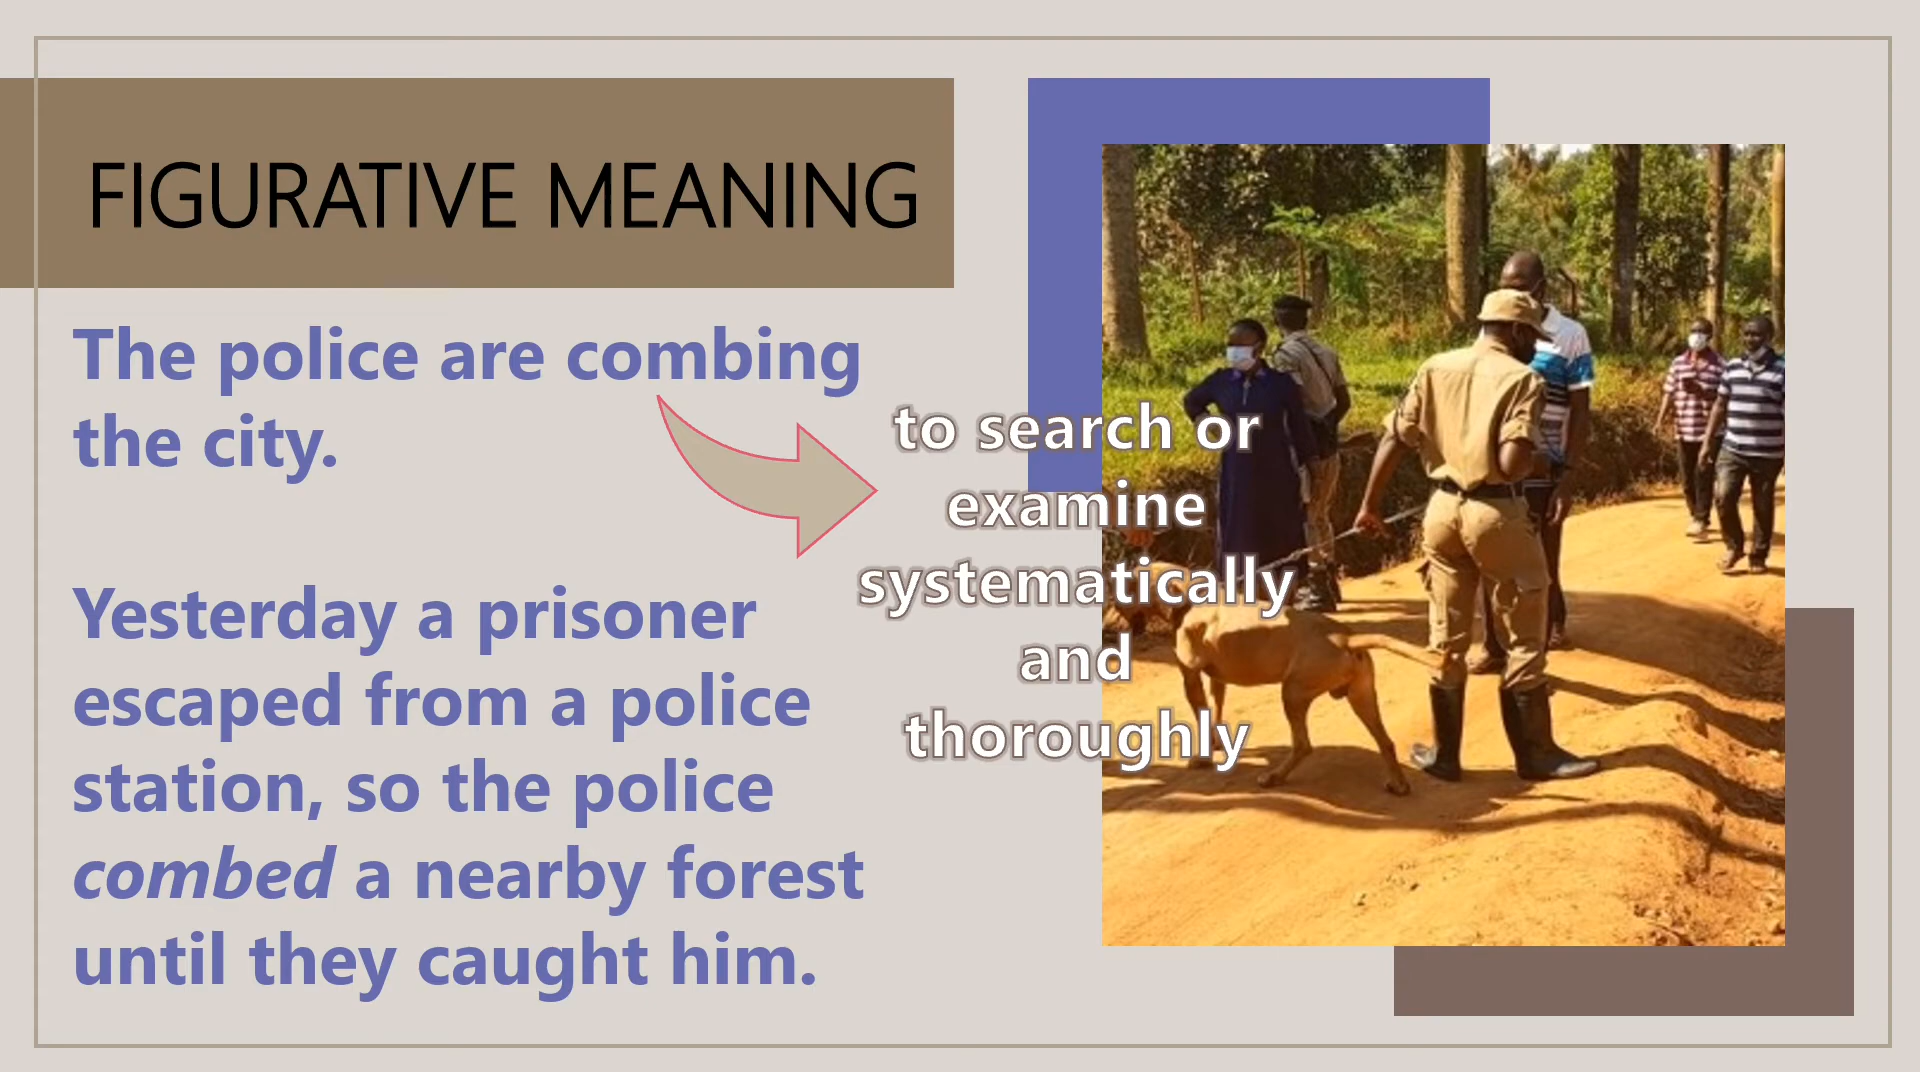 FIGURATIVE MEANING
The police are combing
the city.
to search or
examine
systematically
and
thoroughly
Yesterday a prisoner
escaped from a police
station, so the police
combed a nearby forest
until they caught him.